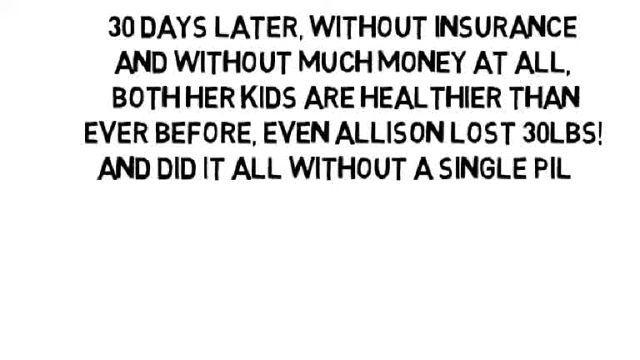 30 DAYS LATER, WITHOUT INSURANCE
AND WITHOUT MUCH MONEY AT ALL,
BOTH HER KIDS ARE HEALTHIER THAN
EVER BEFORE, EVEN ALLISON LOST 30LBS!
AND DID IT ALL WITHOUT A SINGLE PIL